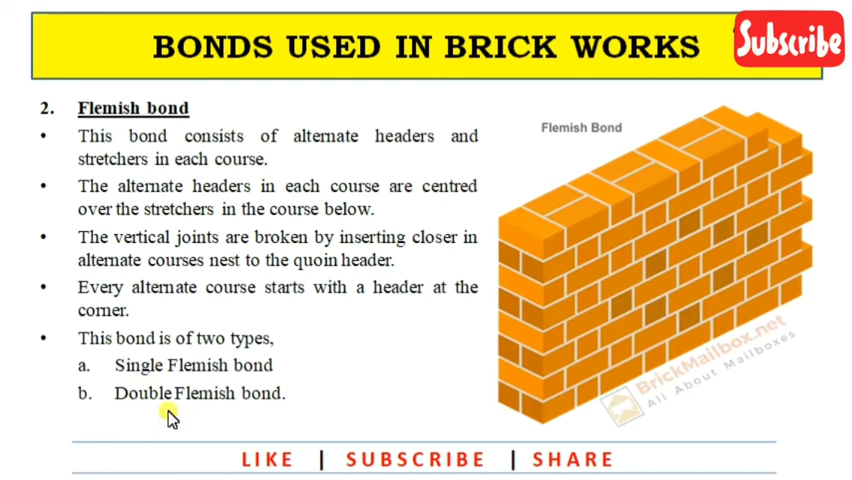 BONDS USED IN BRICK WORKS
Subscribe
2. Flemish bond
• This bond consists of alternate headers and
stretchers in each course.
• The alternate headers in each course are centred
over the stretchers in the course below.
• The vertical joints are broken by inserting closer in
alternate courses nest to the quoin header.
• Every alternate course starts with a header at the
corner.
• This bond is of two types,
a. Single Flemish bond
b. Double Flemish bond.
Flemish Bond
BrickMailbox.net
All About Mailboxes
LIKE | SUBSCRIBE | SHARE